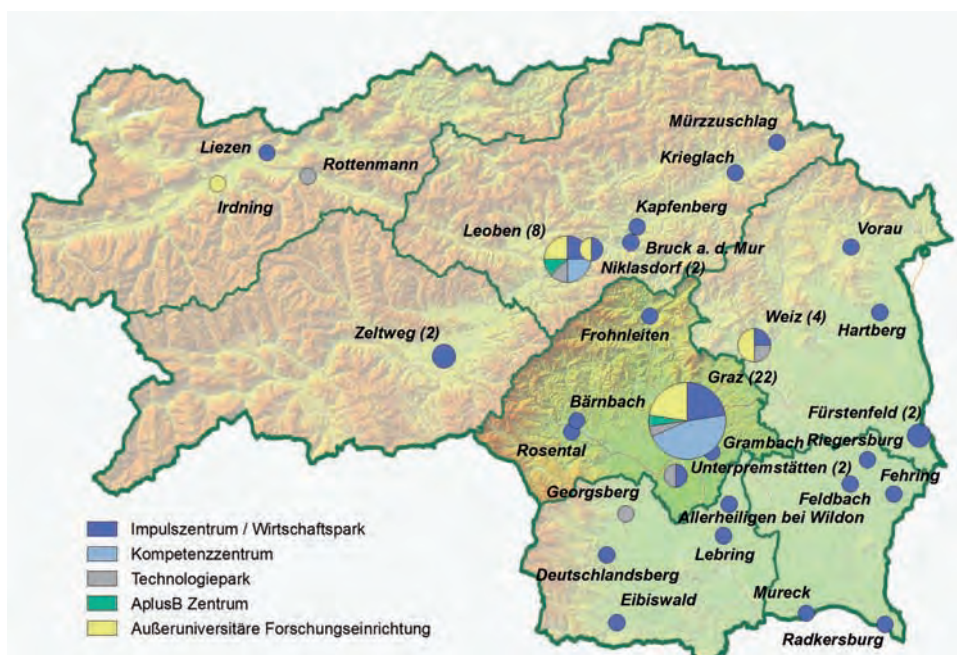 Mürzzuschlag
Liezen
Rottenmann
Krieglach
Irdning
Kapfenberg
Leoben (8)
Vorau
Bruck a. d. Mur
Niklasdorf (2)
Weiz (4)
Zeltweg (2)
Frohnleiten
Hartberg
Graz (22)
Bärnbach
Fürstenfeld (2)
Rosental
Grambach
Riegersburg
Unterpremstätten (2)
Fehring
Georgsberg
Feldbach
Allerheiligen bei Wildon
Lebring
Deutschlandsberg
Mureck
Eibiswald
Radkersburg
Impulszentrum / Wirtschaftspark
Kompetenzzentrum
Technologiepark
AplusB Zentrum
Außeruniversitäre Forschungseinrichtung